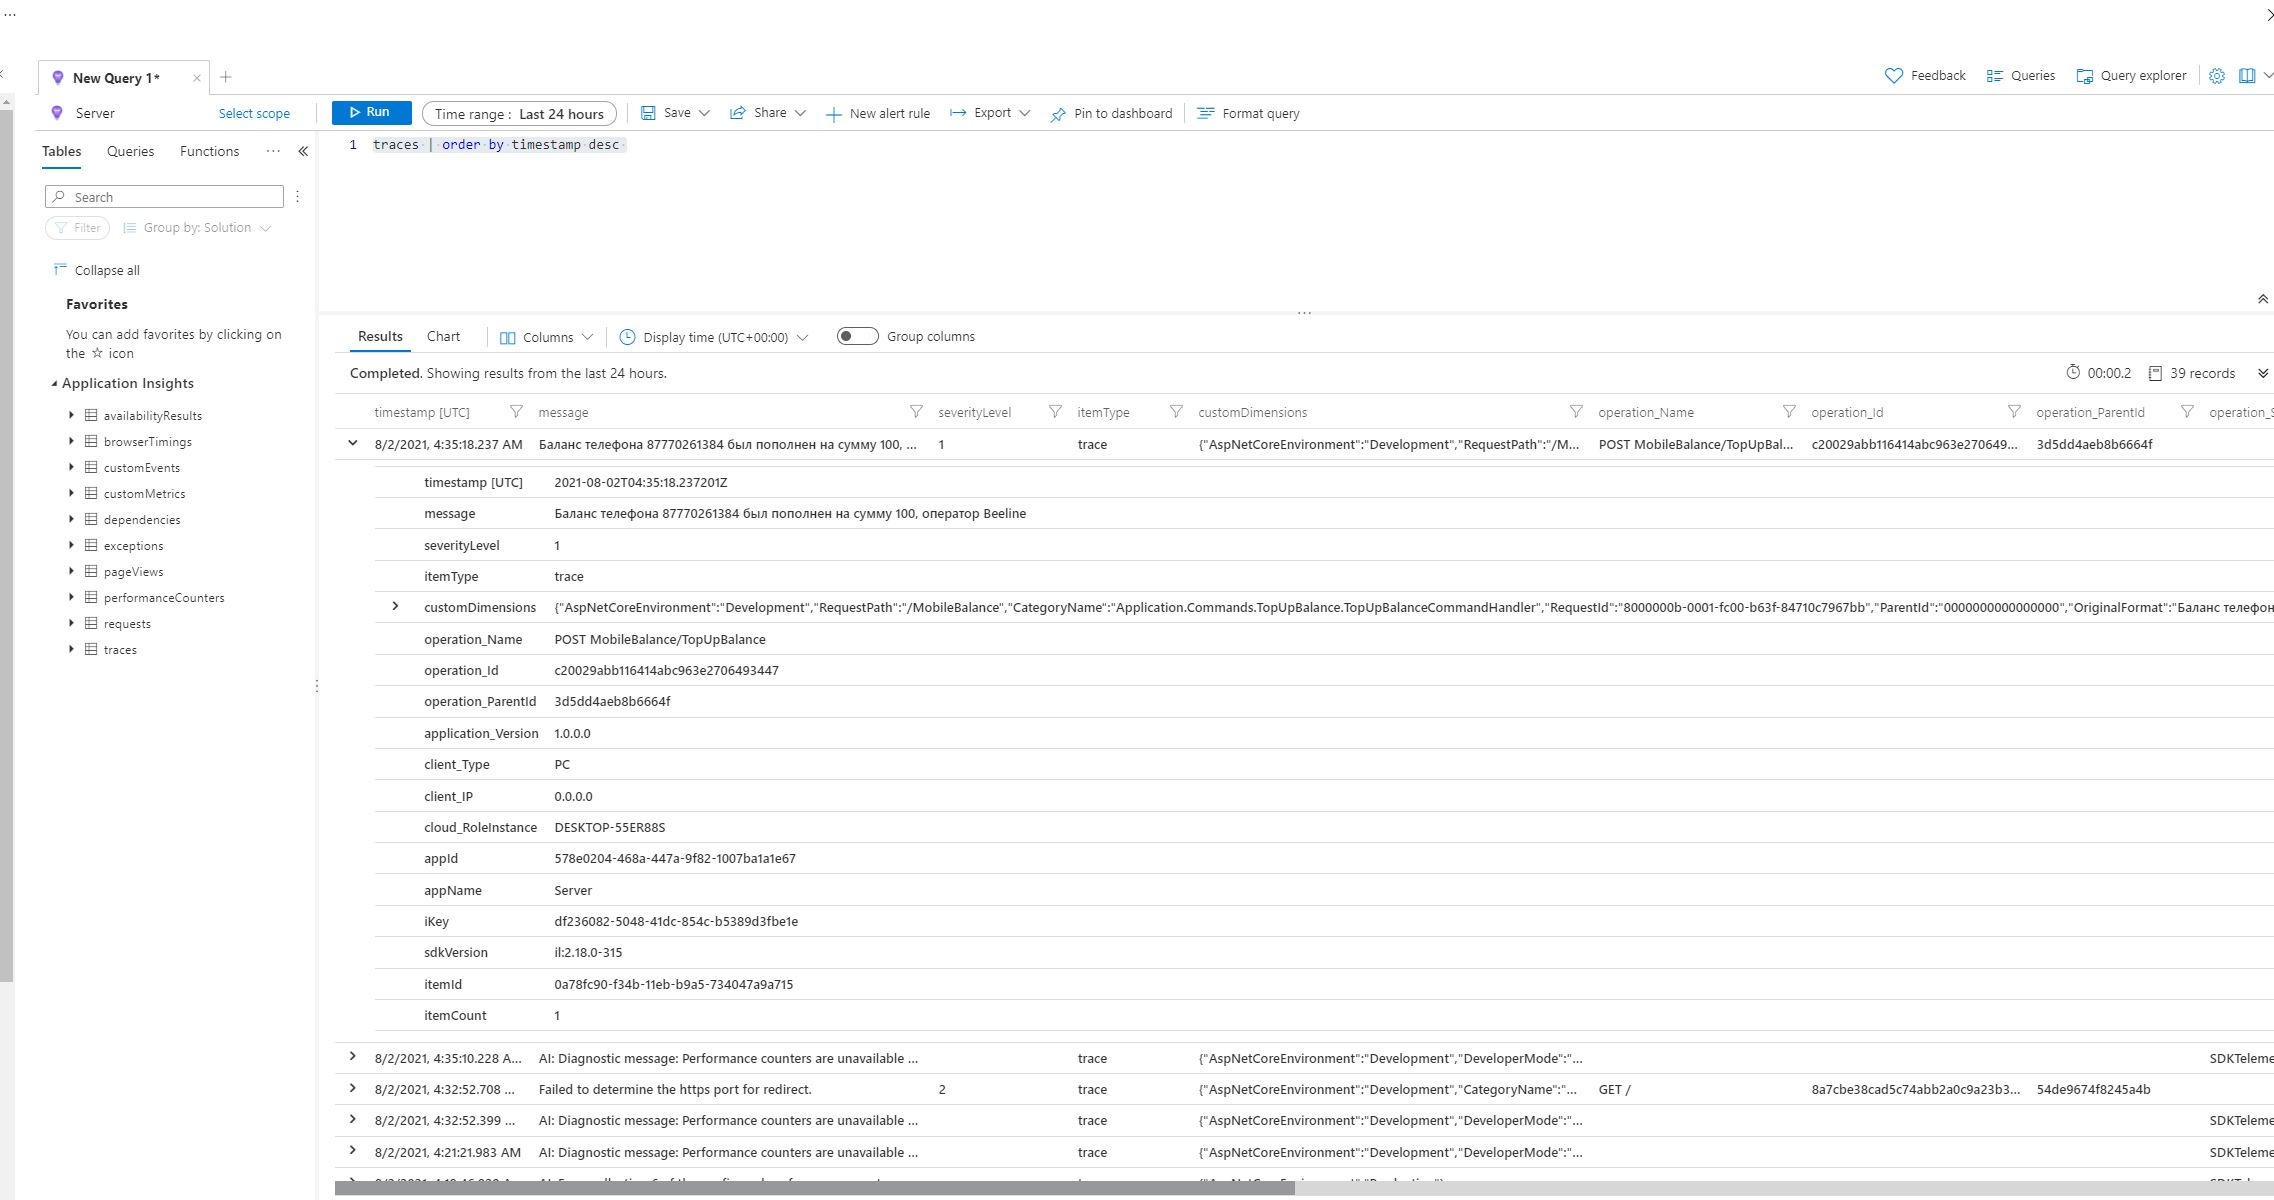 ...
New Query 1*
Feedback Queries Query explorer
Server Select scope Run Time range : Last 24 hours Save Share New alert rule Export Pin to dashboard Format query
Tables Queries Functions ...
1 traces | order by timestamp desc
Search
Filter Group by: Solution
Collapse all
Favorites
You can add favorites by clicking on
the ☆ icon
Application Insights
availabilityResults
browserTimings
customEvents
customMetrics
dependencies
exceptions
pageViews
performanceCounters
requests
traces
Results Chart Columns Display time (UTC+00:00) Group columns
Completed. Showing results from the last 24 hours. 00:00.2 39 records
timestamp [UTC] message severityLevel itemType customDimensions operation_Name operation_Id operation_ParentId operation_S
8/2/2021, 4:35:18.237 AM Баланс телефона 87770261384 был пополнен на сумму 100, ... 1 trace {"AspNetCoreEnvironment":"Development","RequestPath":"/M... POST MobileBalance/TopUpBal... c20029abb116414abc963e270649... 3d5dd4aeb8b6664f
timestamp [UTC] 2021-08-02T04:35:18.237201Z
message Баланс телефона 87770261384 был пополнен на сумму 100, оператор Beeline
severityLevel 1
itemType trace
customDimensions {"AspNetCoreEnvironment":"Development","RequestPath":"/MobileBalance","CategoryName":"Application.Commands.TopUpBalance.TopUpBalanceCommandHandler","RequestId":"8000000b-0001-fc00-b63f-84710c7967bb","ParentId":"0000000000000000","OriginalFormat":"Баланс телефон
operation_Name POST MobileBalance/TopUpBalance
operation_Id c20029abb116414abc963e2706493447
operation_ParentId 3d5dd4aeb8b6664f
application_Version 1.0.0.0
client_Type PC
client_IP 0.0.0.0
cloud_RoleInstance DESKTOP-55ER88S
appId 578e0204-468a-447a-9f82-1007ba1a1e67
appName Server
iKey df236082-5048-41dc-854c-b5389d3fbe1e
sdkVersion il:2.18.0-315
itemId 0a78fc90-f34b-11eb-b9a5-734047a9a715
itemCount 1
8/2/2021, 4:35:10.228 A... AI: Diagnostic message: Performance counters are unavailable ... trace {"AspNetCoreEnvironment":"Development","DeveloperMode":"... SDKTeleme
8/2/2021, 4:32:52.708 ... Failed to determine the https port for redirect. 2 trace {"AspNetCoreEnvironment":"Development","CategoryName":"... GET / 8a7cbe38cad5c74abb2a0c9a23b3... 54de9674f8245a4b
8/2/2021, 4:32:52.399 ... AI: Diagnostic message: Performance counters are unavailable ... trace {"AspNetCoreEnvironment":"Development","DeveloperMode":"... SDKTeleme
8/2/2021, 4:21:21.983 AM AI: Diagnostic message: Performance counters are unavailable ... trace {"AspNetCoreEnvironment":"Development","DeveloperMode":"... SDKTeleme